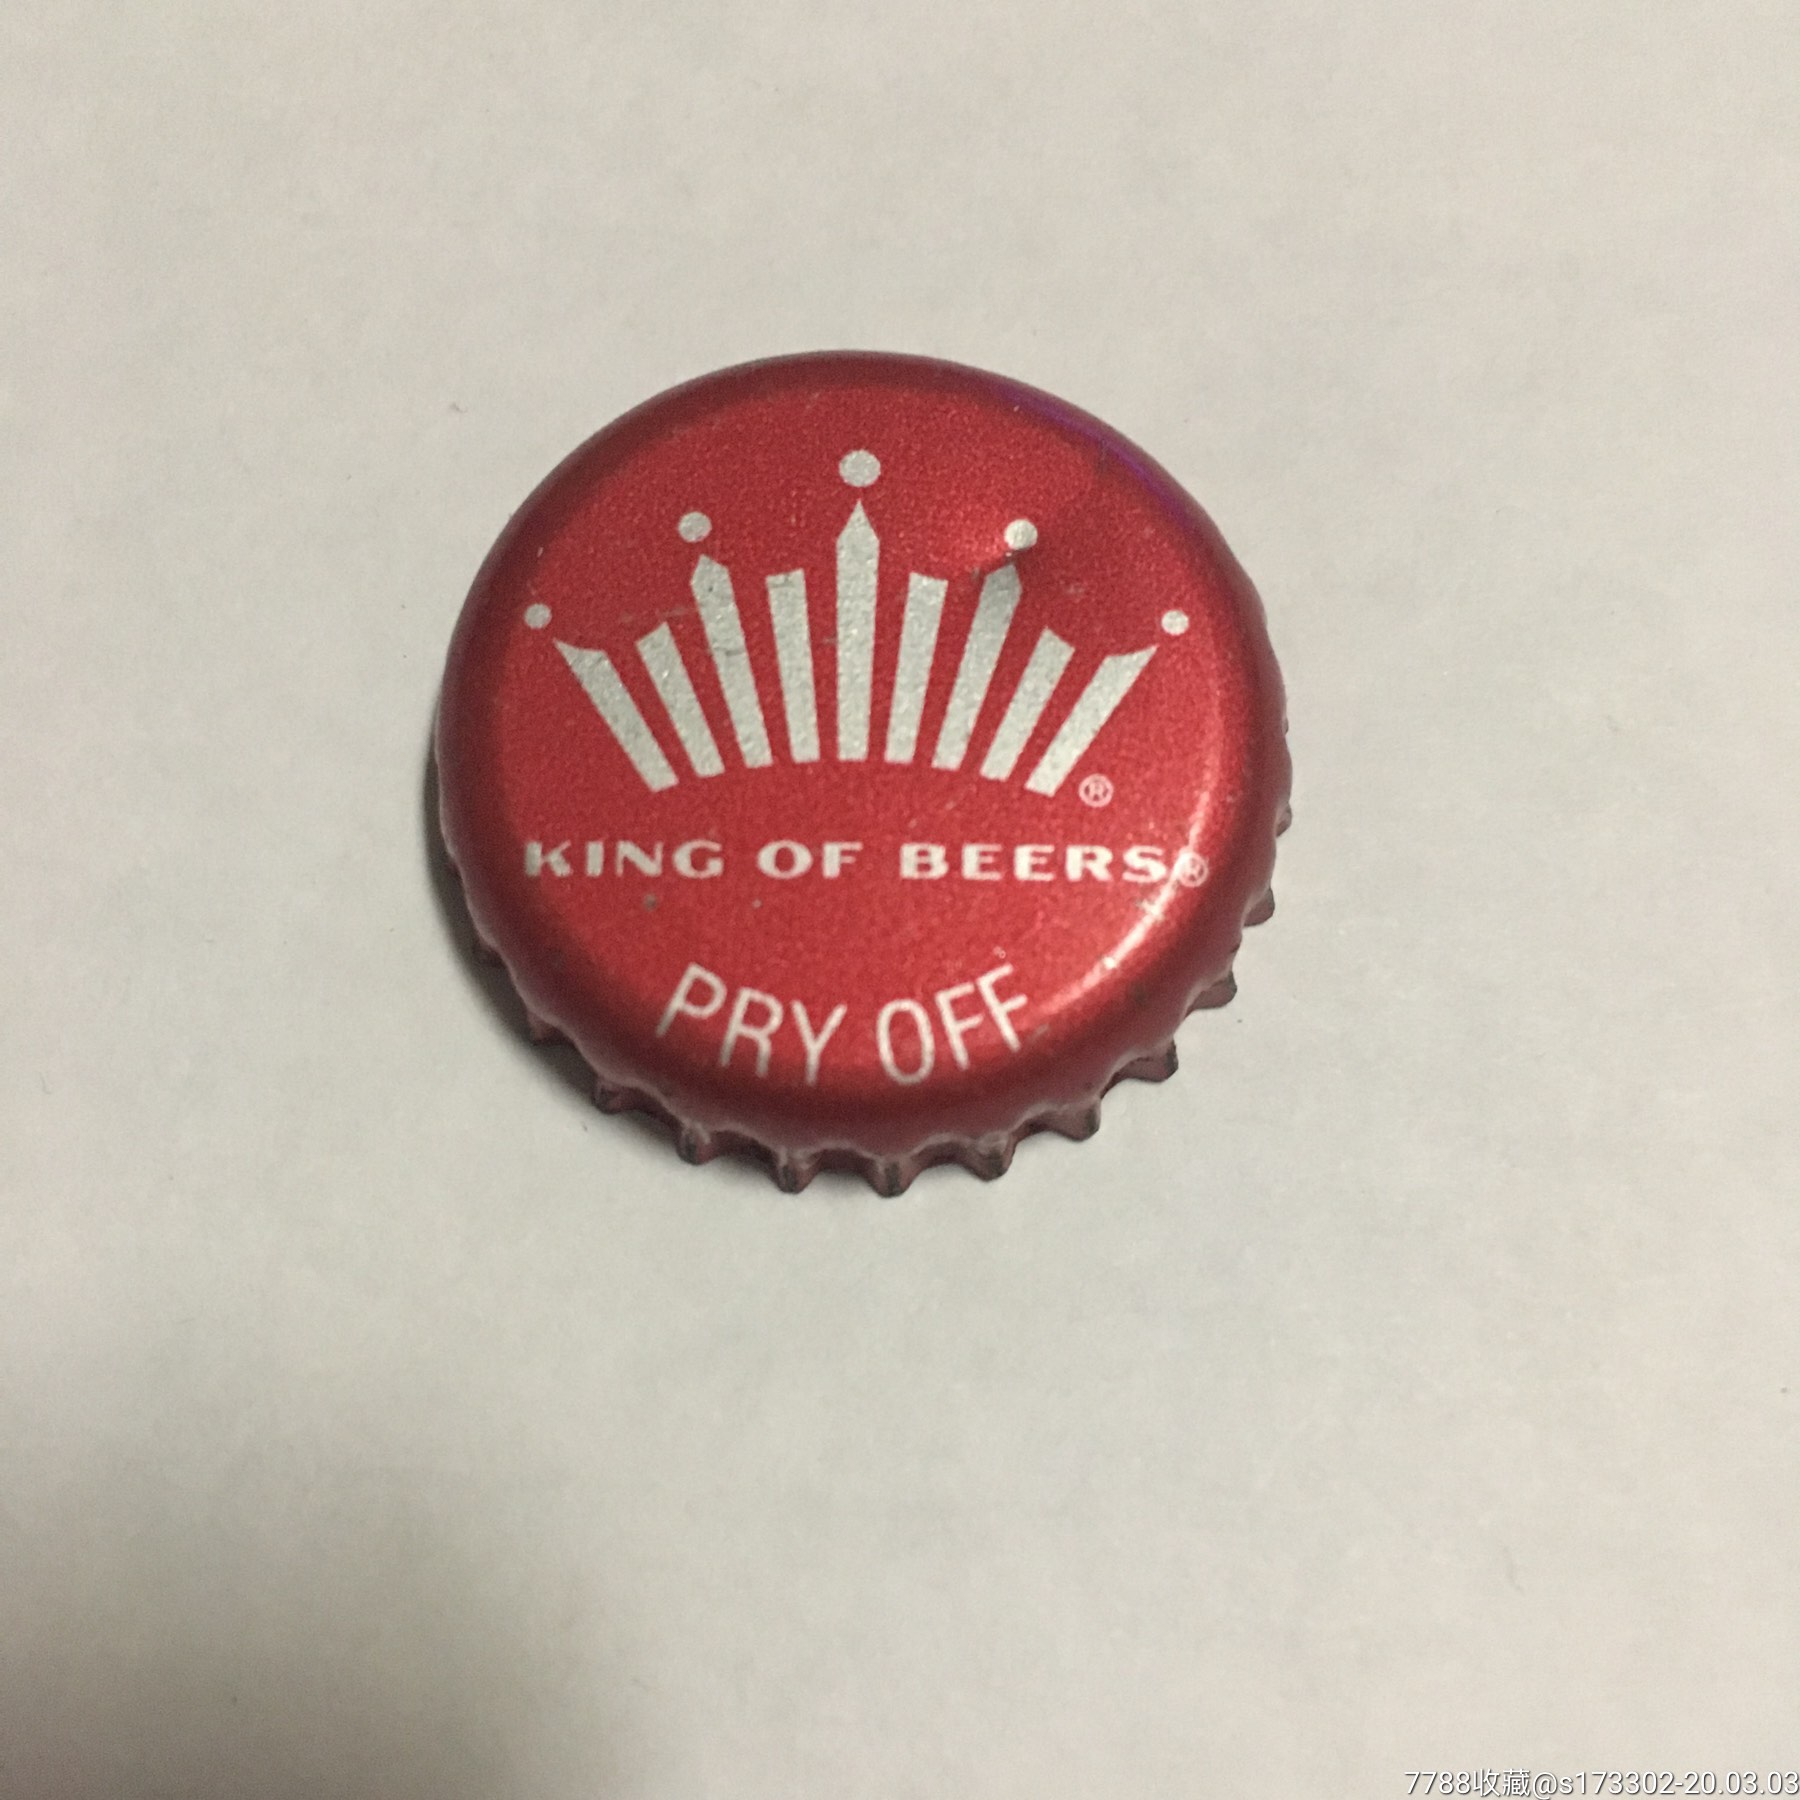 ®
KING OF BEERS®
PRY OFF
7788收藏@s173302-20.03.03